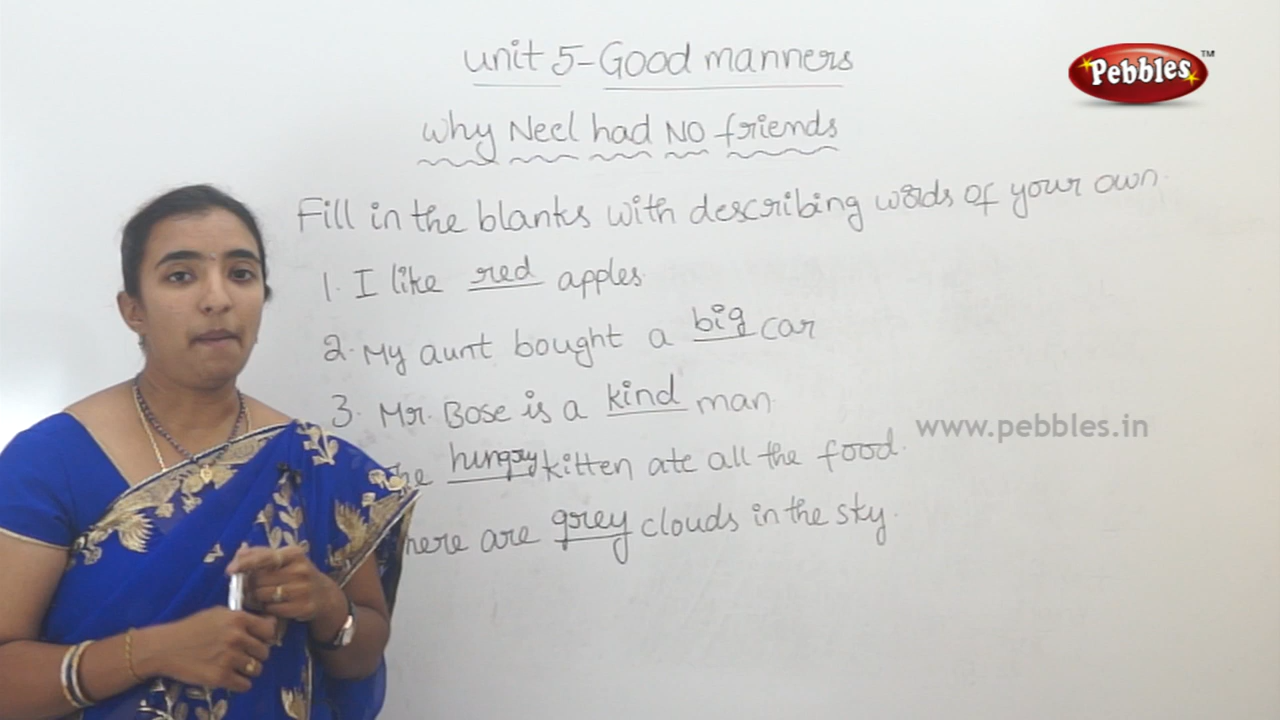 unit 5-Good manners
Pebbles™
Why Neel had No friends
Fill in the blanks with describing words of your own.
1. I like red apples.
2. My aunt bought a big car
3. Mr. Bose is a kind man.
www.pebbles.in
he hungry kitten ate all the food.
here are grey clouds in the sky.